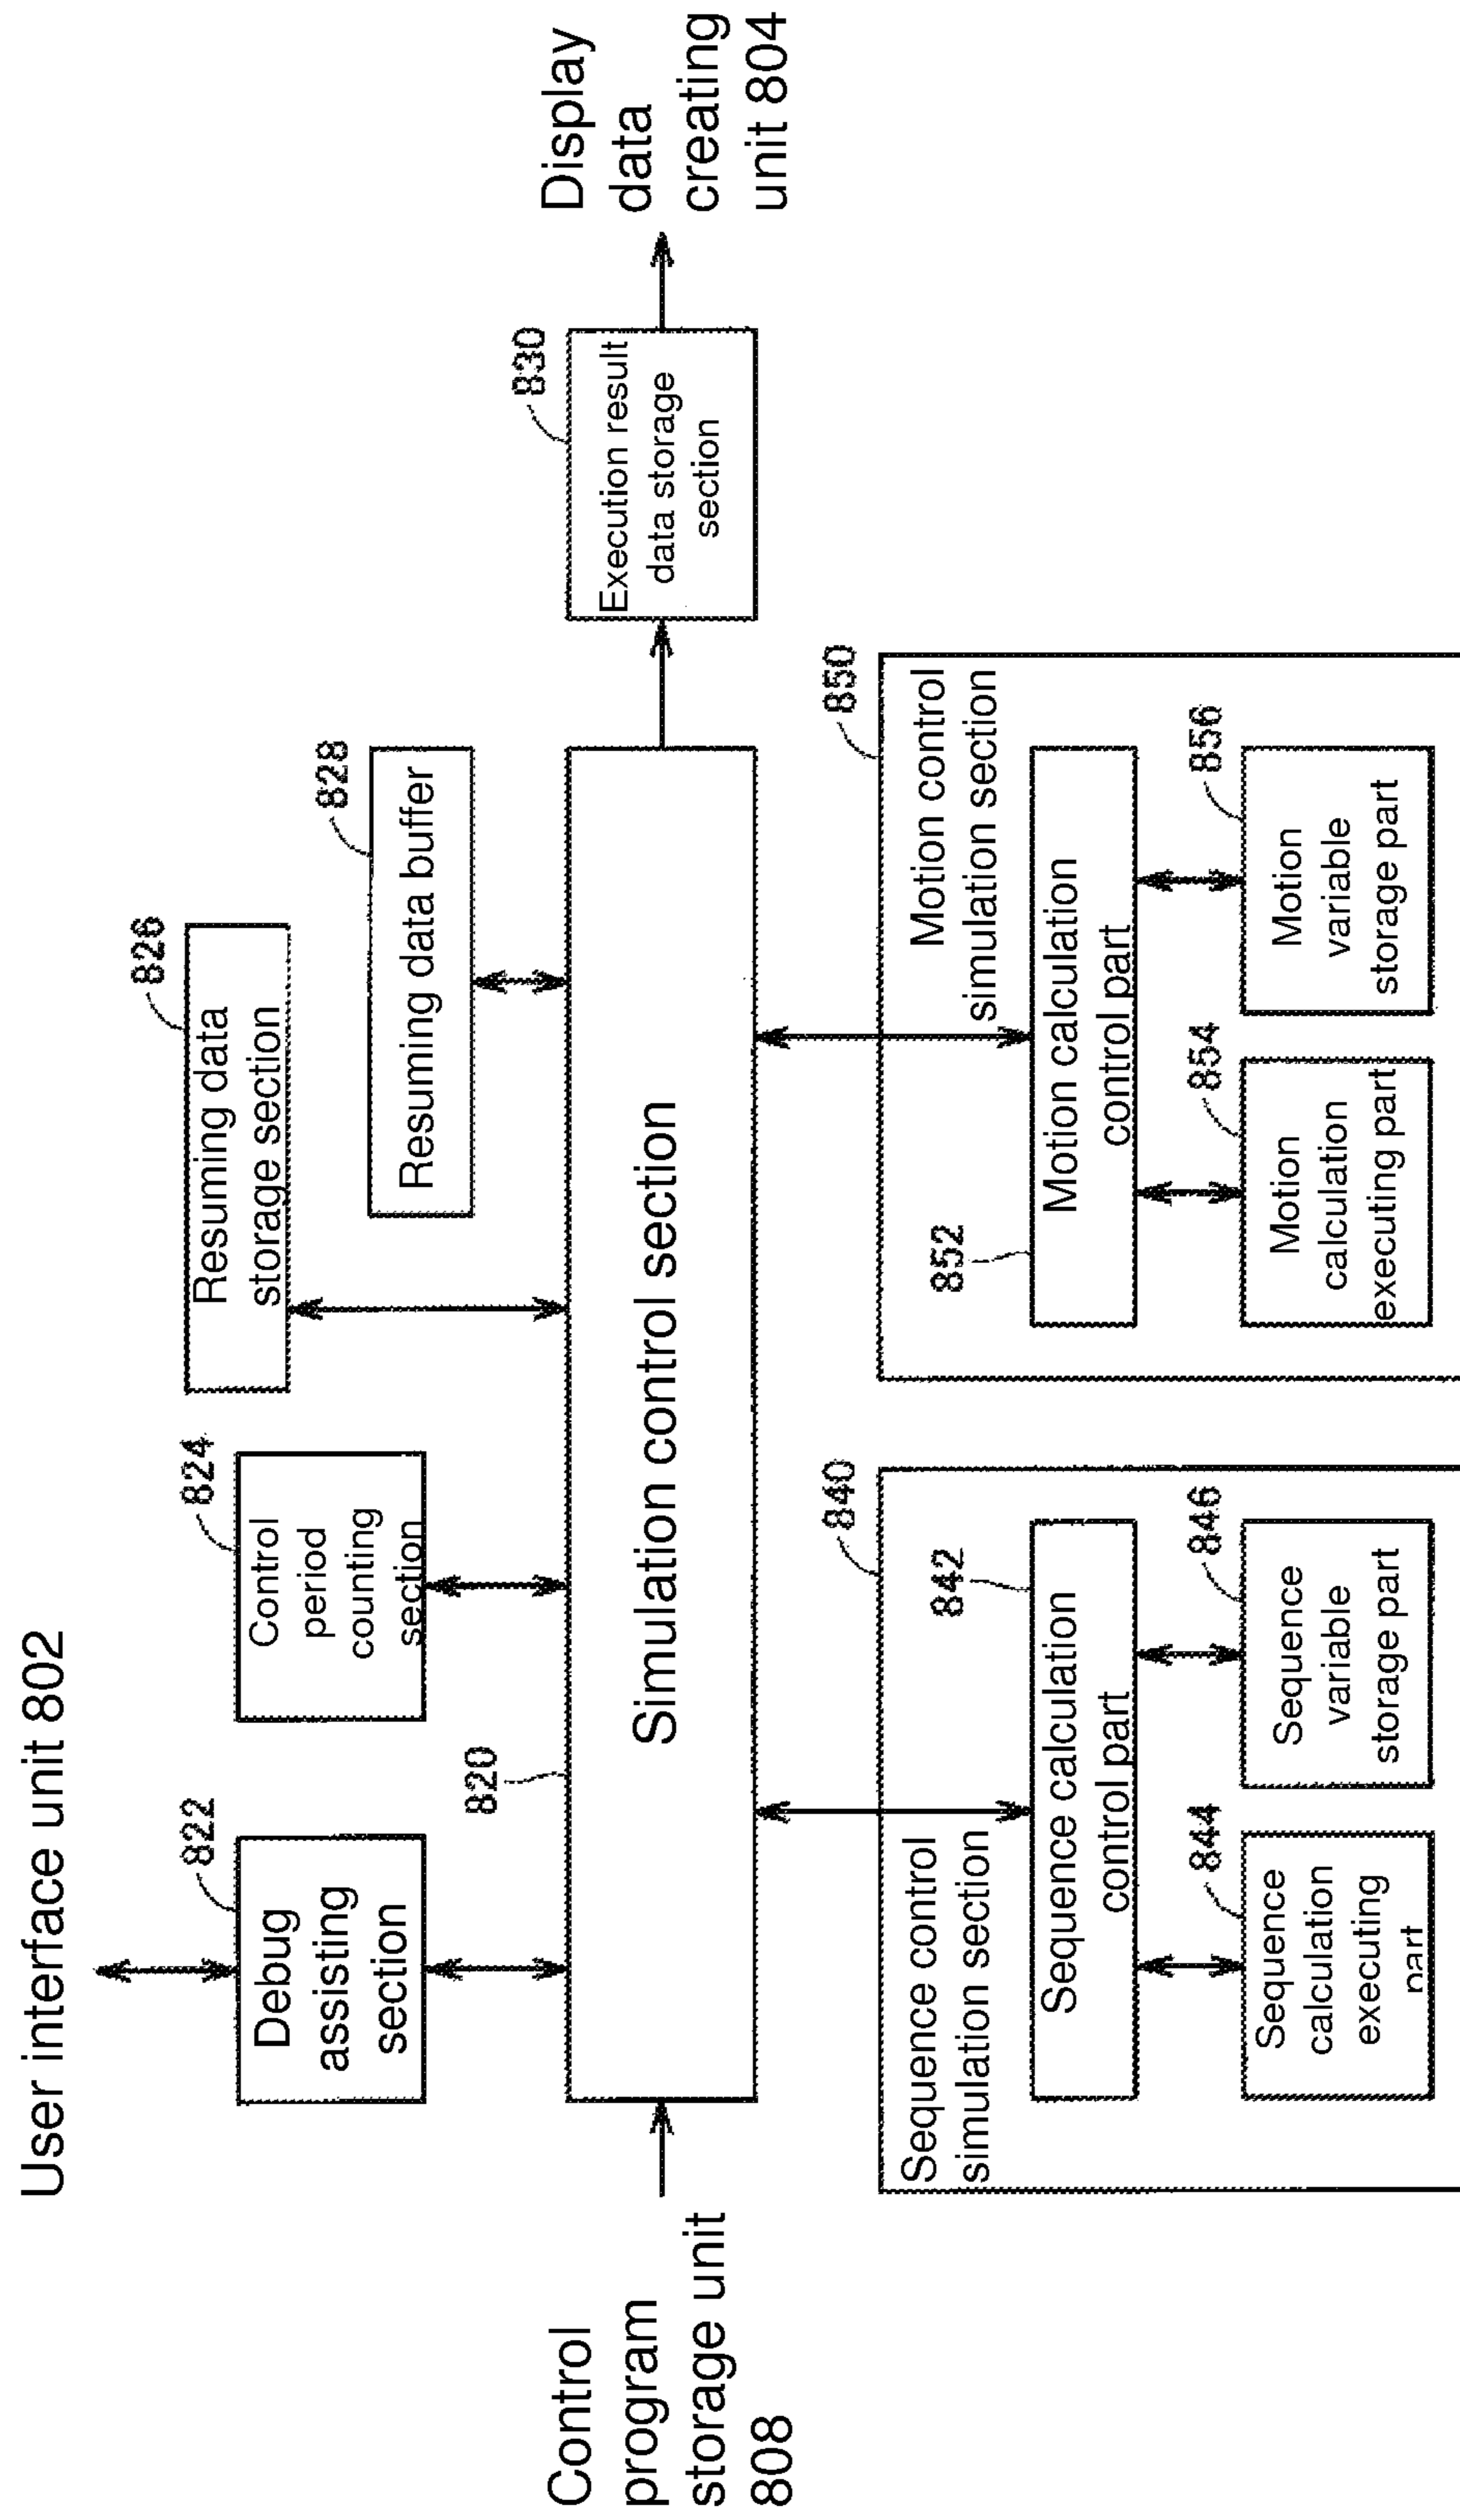 User interface unit 802
822
Debug
assisting
section
824
Control
period
counting
section
826
Resuming data
storage section
828
Resuming data buffer
820
Simulation control section
Control
program
storage unit
808
830
Execution result
data storage
section
Display
data
creating
unit 804
840
Sequence control
simulation section
842
Sequence calculation
control part
844
Sequence
calculation
executing
part
846
Sequence
variable
storage part
850
Motion control
simulation section
852
Motion calculation
control part
854
Motion
calculation
executing part
856
Motion
variable
storage part